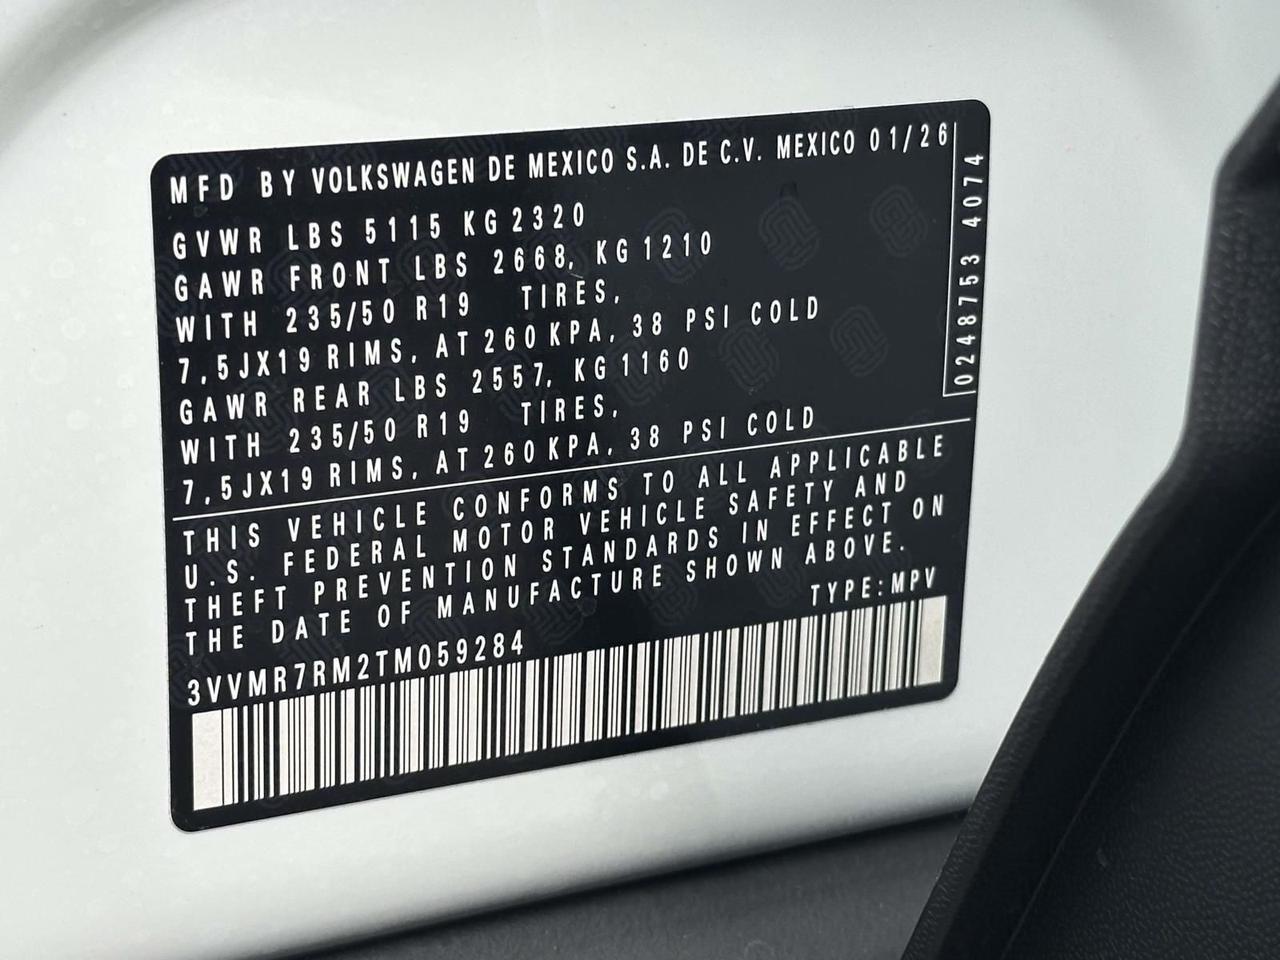 MFD BY VOLKSWAGEN DE MEXICO S.A. DE C.V. MEXICO 01/26
GVWR LBS 5115 KG 2320
GAWR FRONT LBS 2668, KG 1210
WITH 235/50 R19 TIRES,
7,5JX19 RIMS, AT 260 KPA, 38 PSI COLD
GAWR REAR LBS 2557, KG 1160
WITH 235/50 R19 TIRES,
7,5JX19 RIMS, AT 260 KPA, 38 PSI COLD
0248753 4074
THIS VEHICLE CONFORMS TO ALL APPLICABLE
U.S. FEDERAL MOTOR VEHICLE SAFETY AND
THEFT PREVENTION STANDARDS IN EFFECT ON
THE DATE OF MANUFACTURE SHOWN ABOVE.
TYPE: MPV
3VVMR7RM2TM059284